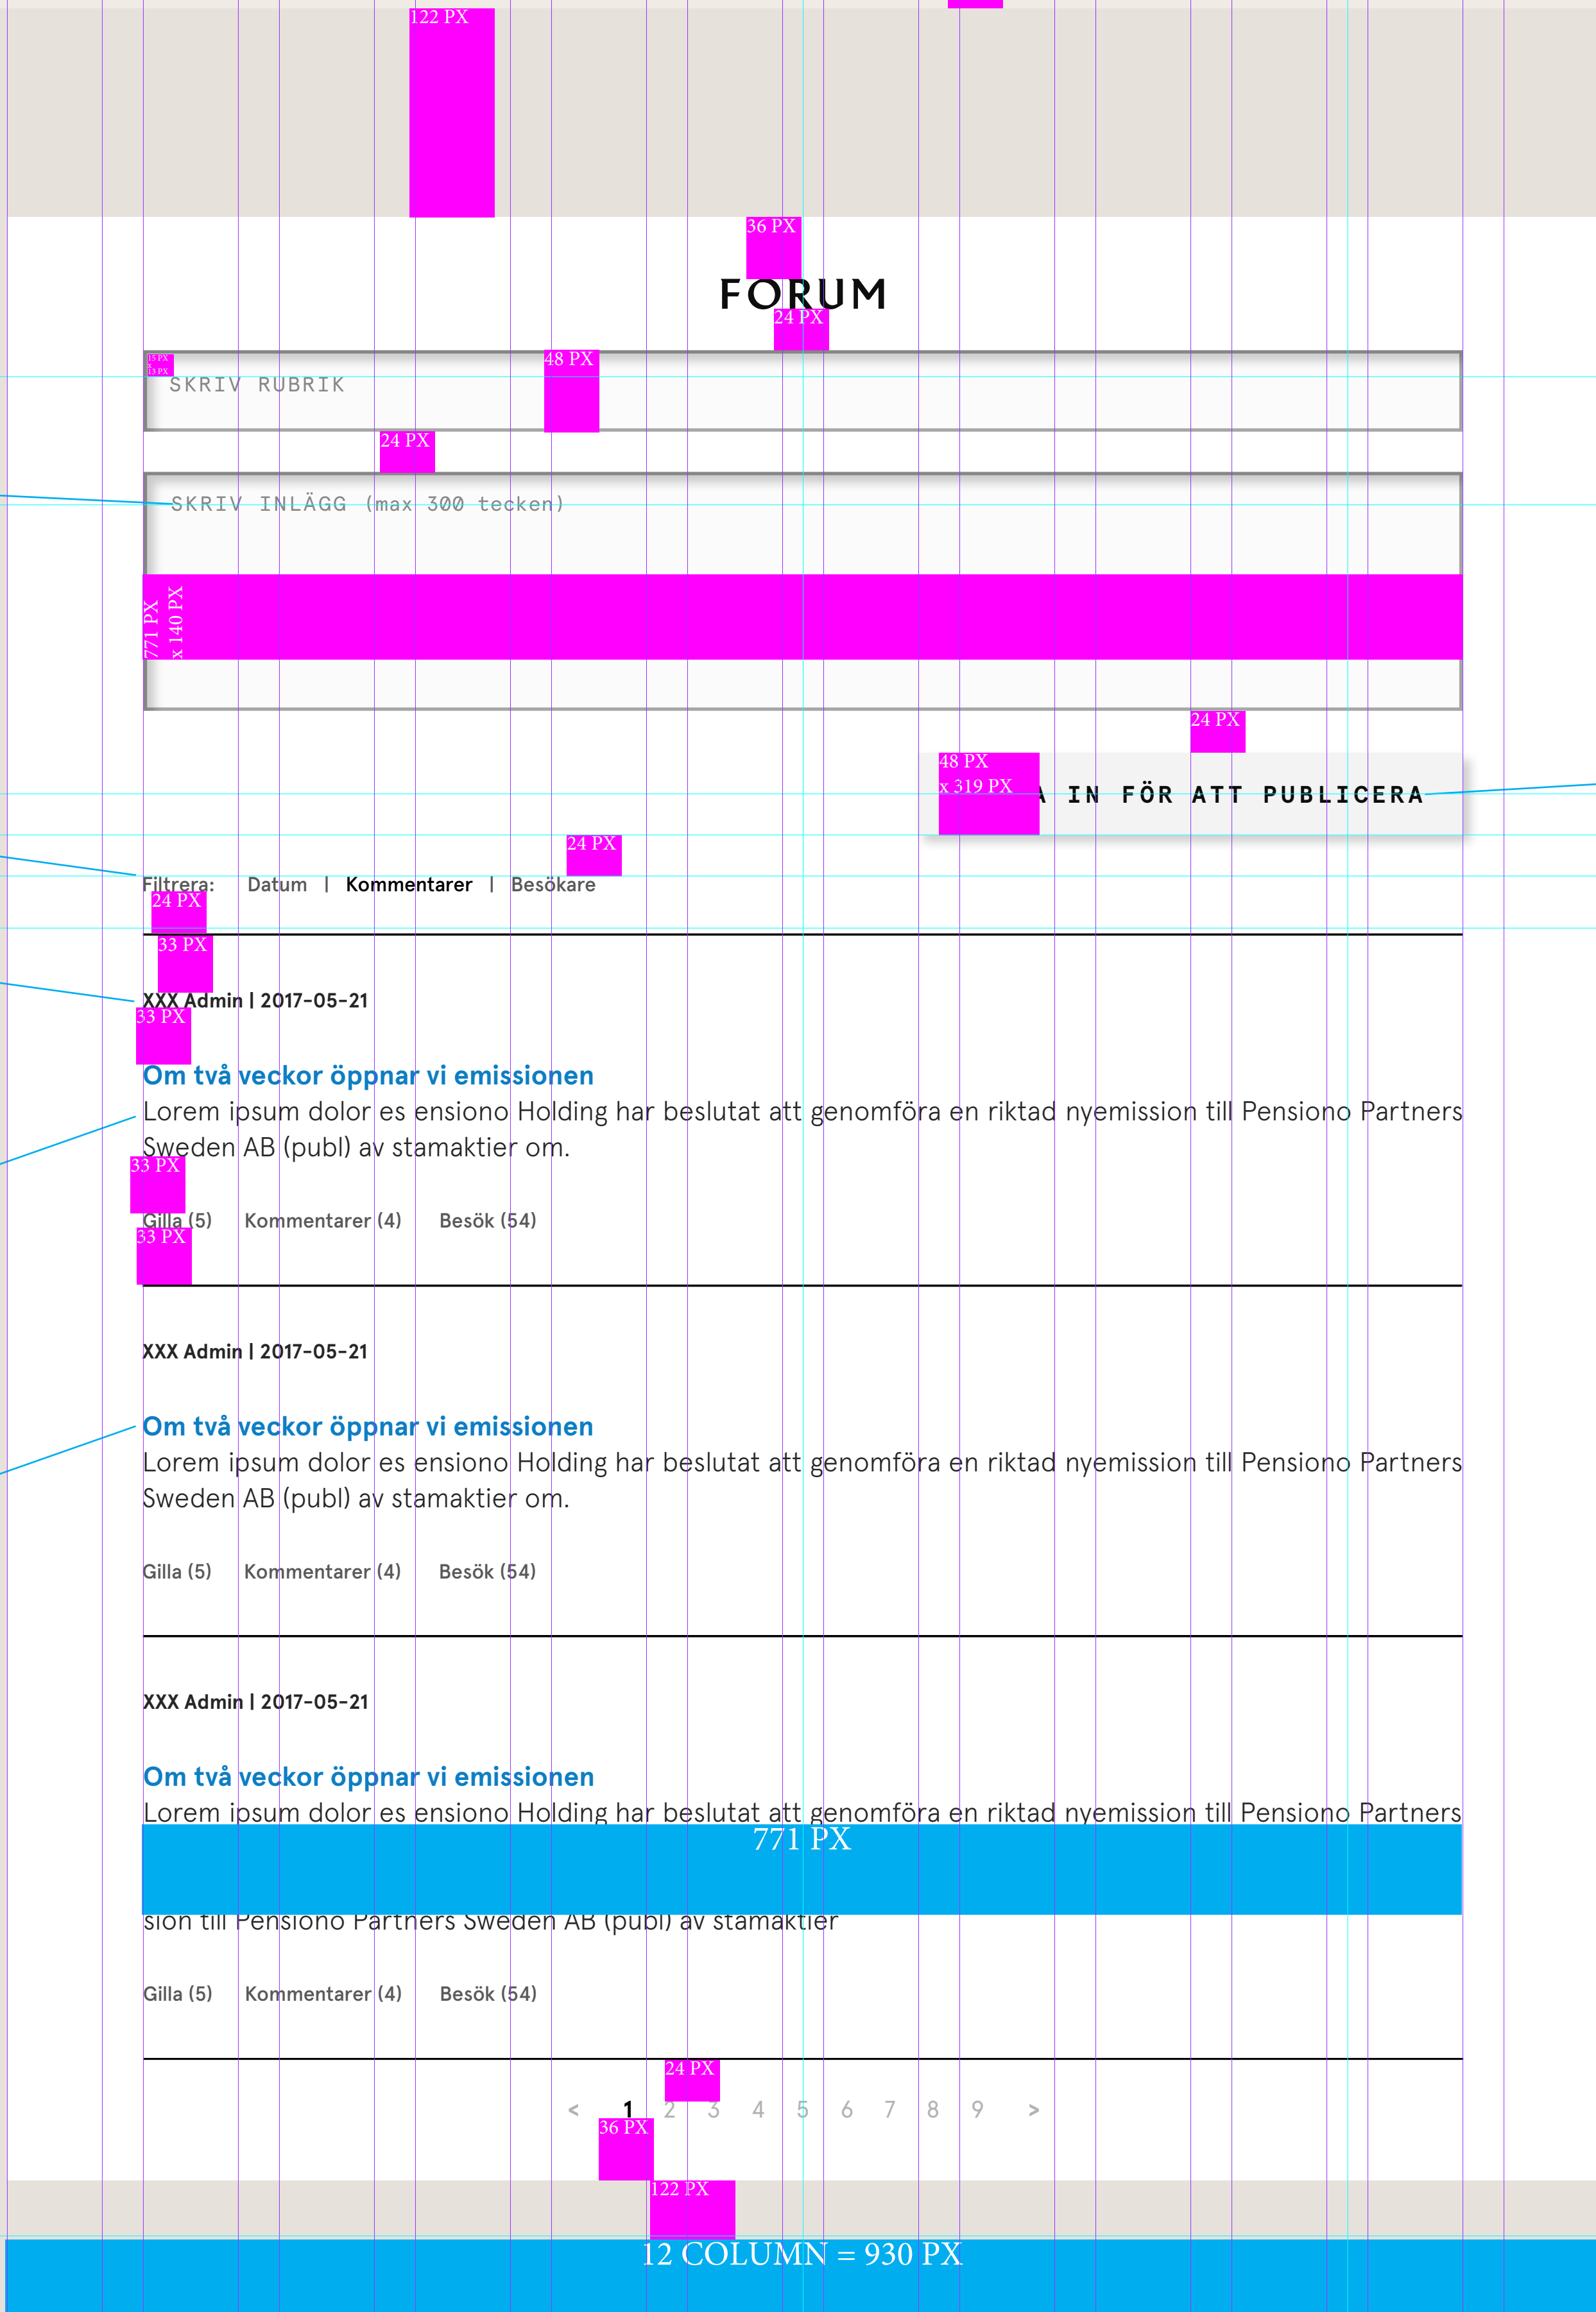 122 PX
36 PX
FORUM
24 PX
15 PX
x
13 PX
48 PX
SKRIV RUBRIK
24 PX
SKRIV INLÄGG (max 300 tecken)
771 PX
x 140 PX
24 PX
48 PX
x 319 PX
A IN FÖR ATT PUBLICERA
24 PX
Filtrera: Datum | Kommentarer | Besökare
24 PX
33 PX
XXX Admin | 2017-05-21
33 PX
Om två veckor öppnar vi emissionen
Lorem ipsum dolor es ensiono Holding har beslutat att genomföra en riktad nyemission till Pensiono Partners
Sweden AB (publ) av stamaktier om.
33 PX
Gilla (5) Kommentarer (4) Besök (54)
33 PX
XXX Admin | 2017-05-21
Om två veckor öppnar vi emissionen
Lorem ipsum dolor es ensiono Holding har beslutat att genomföra en riktad nyemission till Pensiono Partners
Sweden AB (publ) av stamaktier om.
Gilla (5) Kommentarer (4) Besök (54)
XXX Admin | 2017-05-21
Om två veckor öppnar vi emissionen
Lorem ipsum dolor es ensiono Holding har beslutat att genomföra en riktad nyemission till Pensiono Partners
771 PX
sion till Pensiono Partners Sweden AB (publ) av stamaktier
Gilla (5) Kommentarer (4) Besök (54)
24 PX
< 1 2 3 4 5 6 7 8 9 >
36 PX
122 PX
12 COLUMN = 930 PX